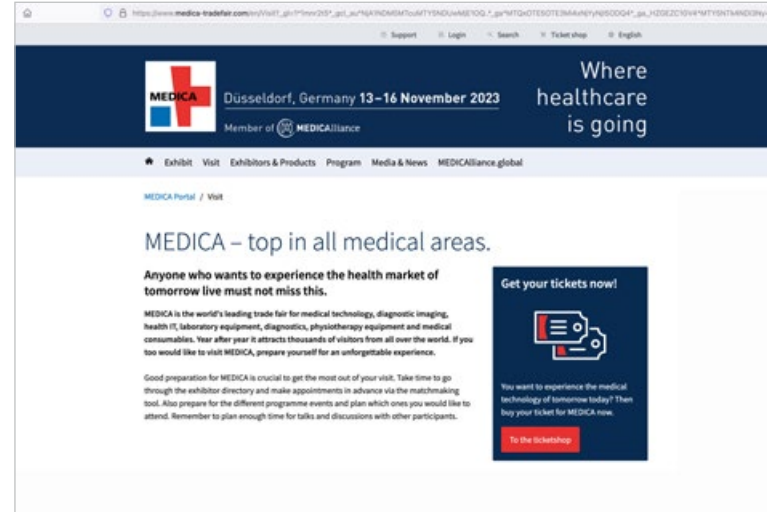 https://www.medica-tradefair.com/en/Visit1?
Support Login Search Ticket shop English
MEDICA
Düsseldorf, Germany 13–16 November 2023
Member of MEDICAlliance
Where
healthcare
is going
Exhibit Visit Exhibitors & Products Program Media & News MEDICAlliance.global
MEDICA Portal / Visit
MEDICA – top in all medical areas.
Anyone who wants to experience the health market of
tomorrow live must not miss this.
MEDICA is the world's leading trade fair for medical technology, diagnostic imaging,
health IT, laboratory equipment, diagnostics, physiotherapy equipment and medical
consumables. Year after year it attracts thousands of visitors from all over the world. If you
too would like to visit MEDICA, prepare yourself for an unforgettable experience.
Good preparation for MEDICA is crucial to get the most out of your visit. Take time to go
through the exhibitor directory and make appointments in advance via the matchmaking
tool. Also prepare for the different programme events and plan which ones you would like to
attend. Remember to plan enough time for talks and discussions with other participants.
Get your tickets now!
You want to experience the medical
technology of tomorrow today? Then
buy your ticket for MEDICA now.
To the ticketshop